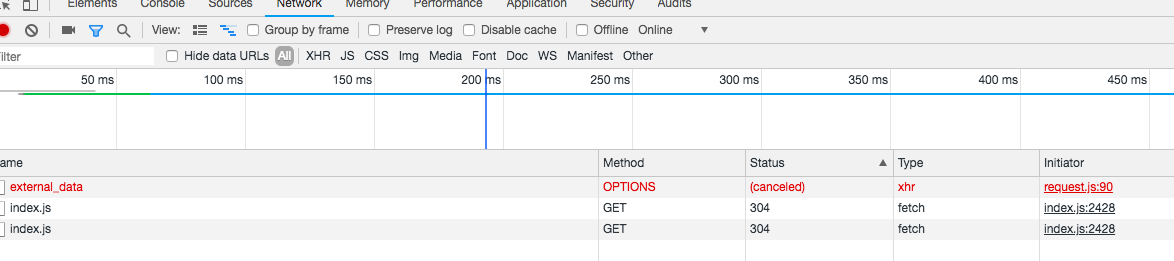 Elements Console Sources Network Memory Performance Application Security Audits
View: Group by frame Preserve log Disable cache Offline Online
Filter Hide data URLs All XHR JS CSS Img Media Font Doc WS Manifest Other
50 ms 100 ms 150 ms 200 ms 250 ms 300 ms 350 ms 400 ms 450 ms
ame Method Status Type Initiator
external_data OPTIONS (canceled) xhr request.js:90
index.js GET 304 fetch index.js:2428
index.js GET 304 fetch index.js:2428